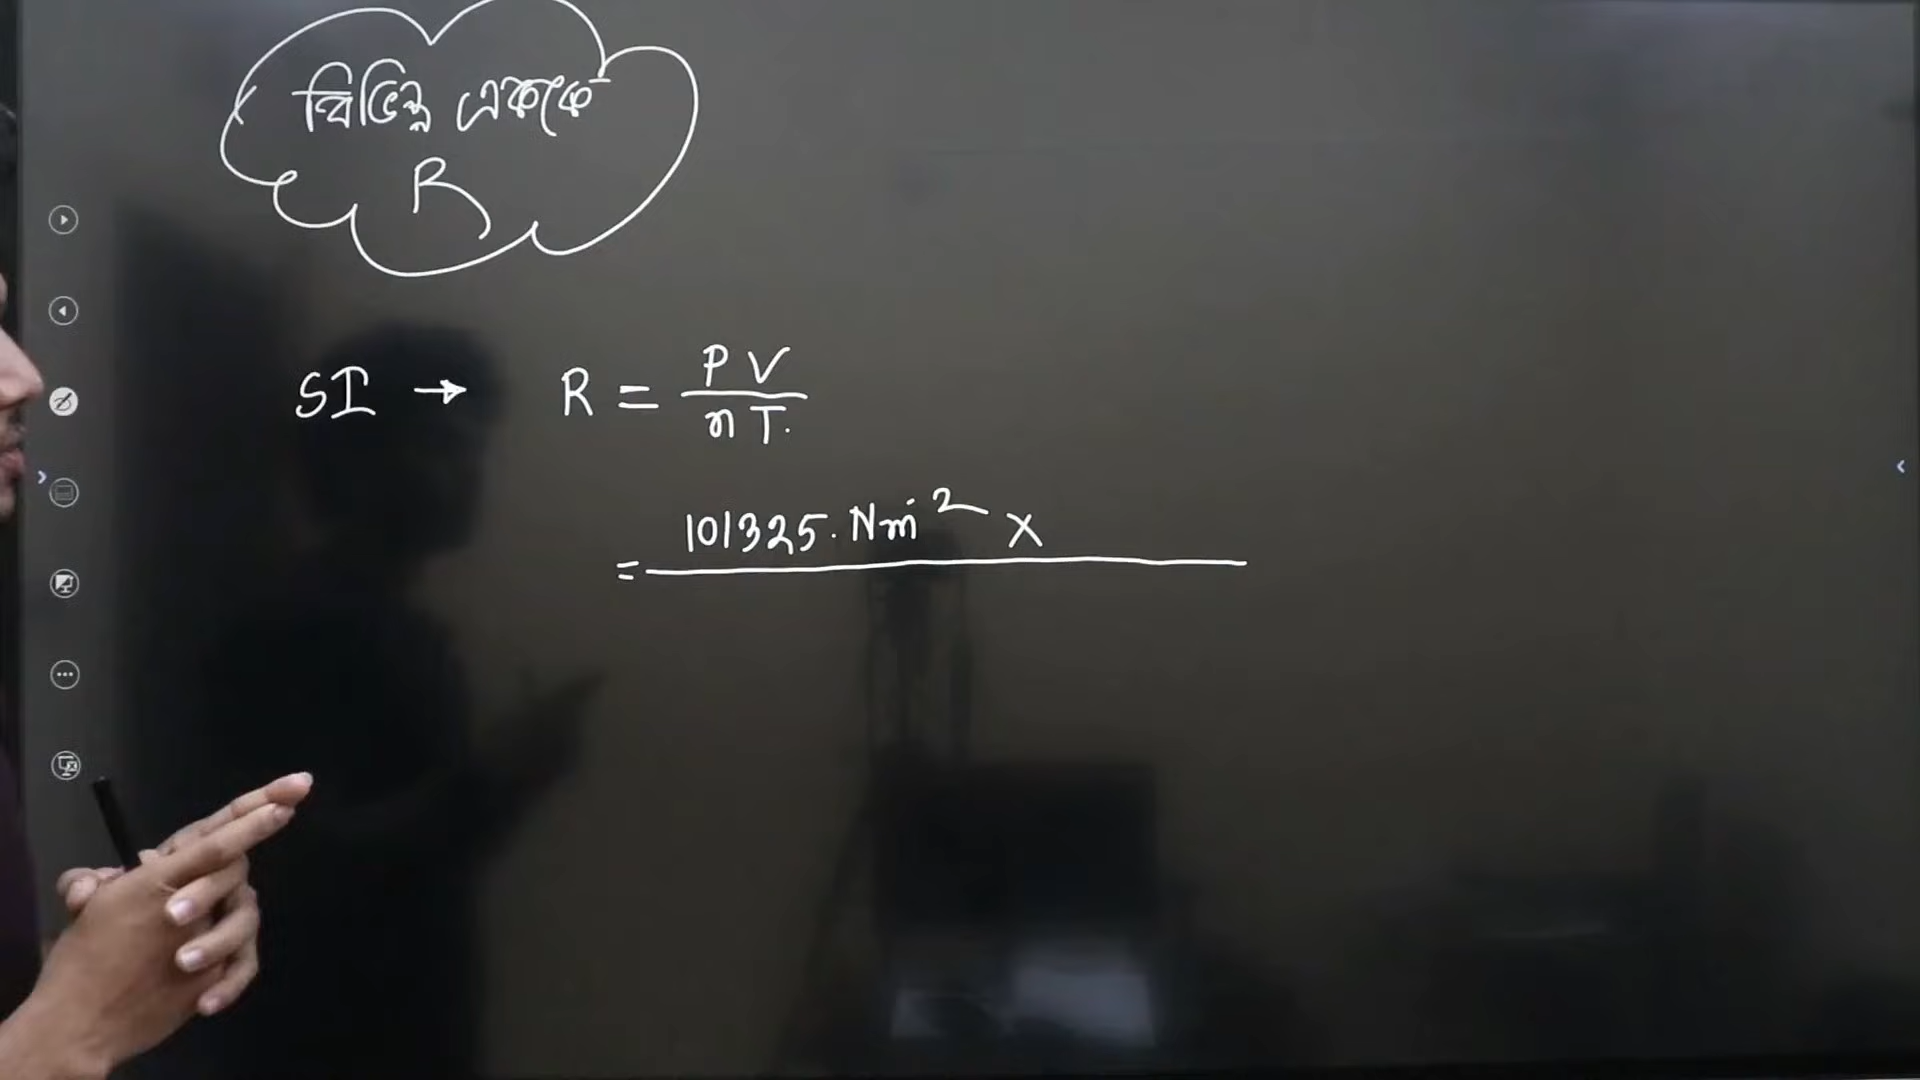 বিভিন্ন এককে
R
SI → R = PV / nT.
= 101325. Nm⁻² ×